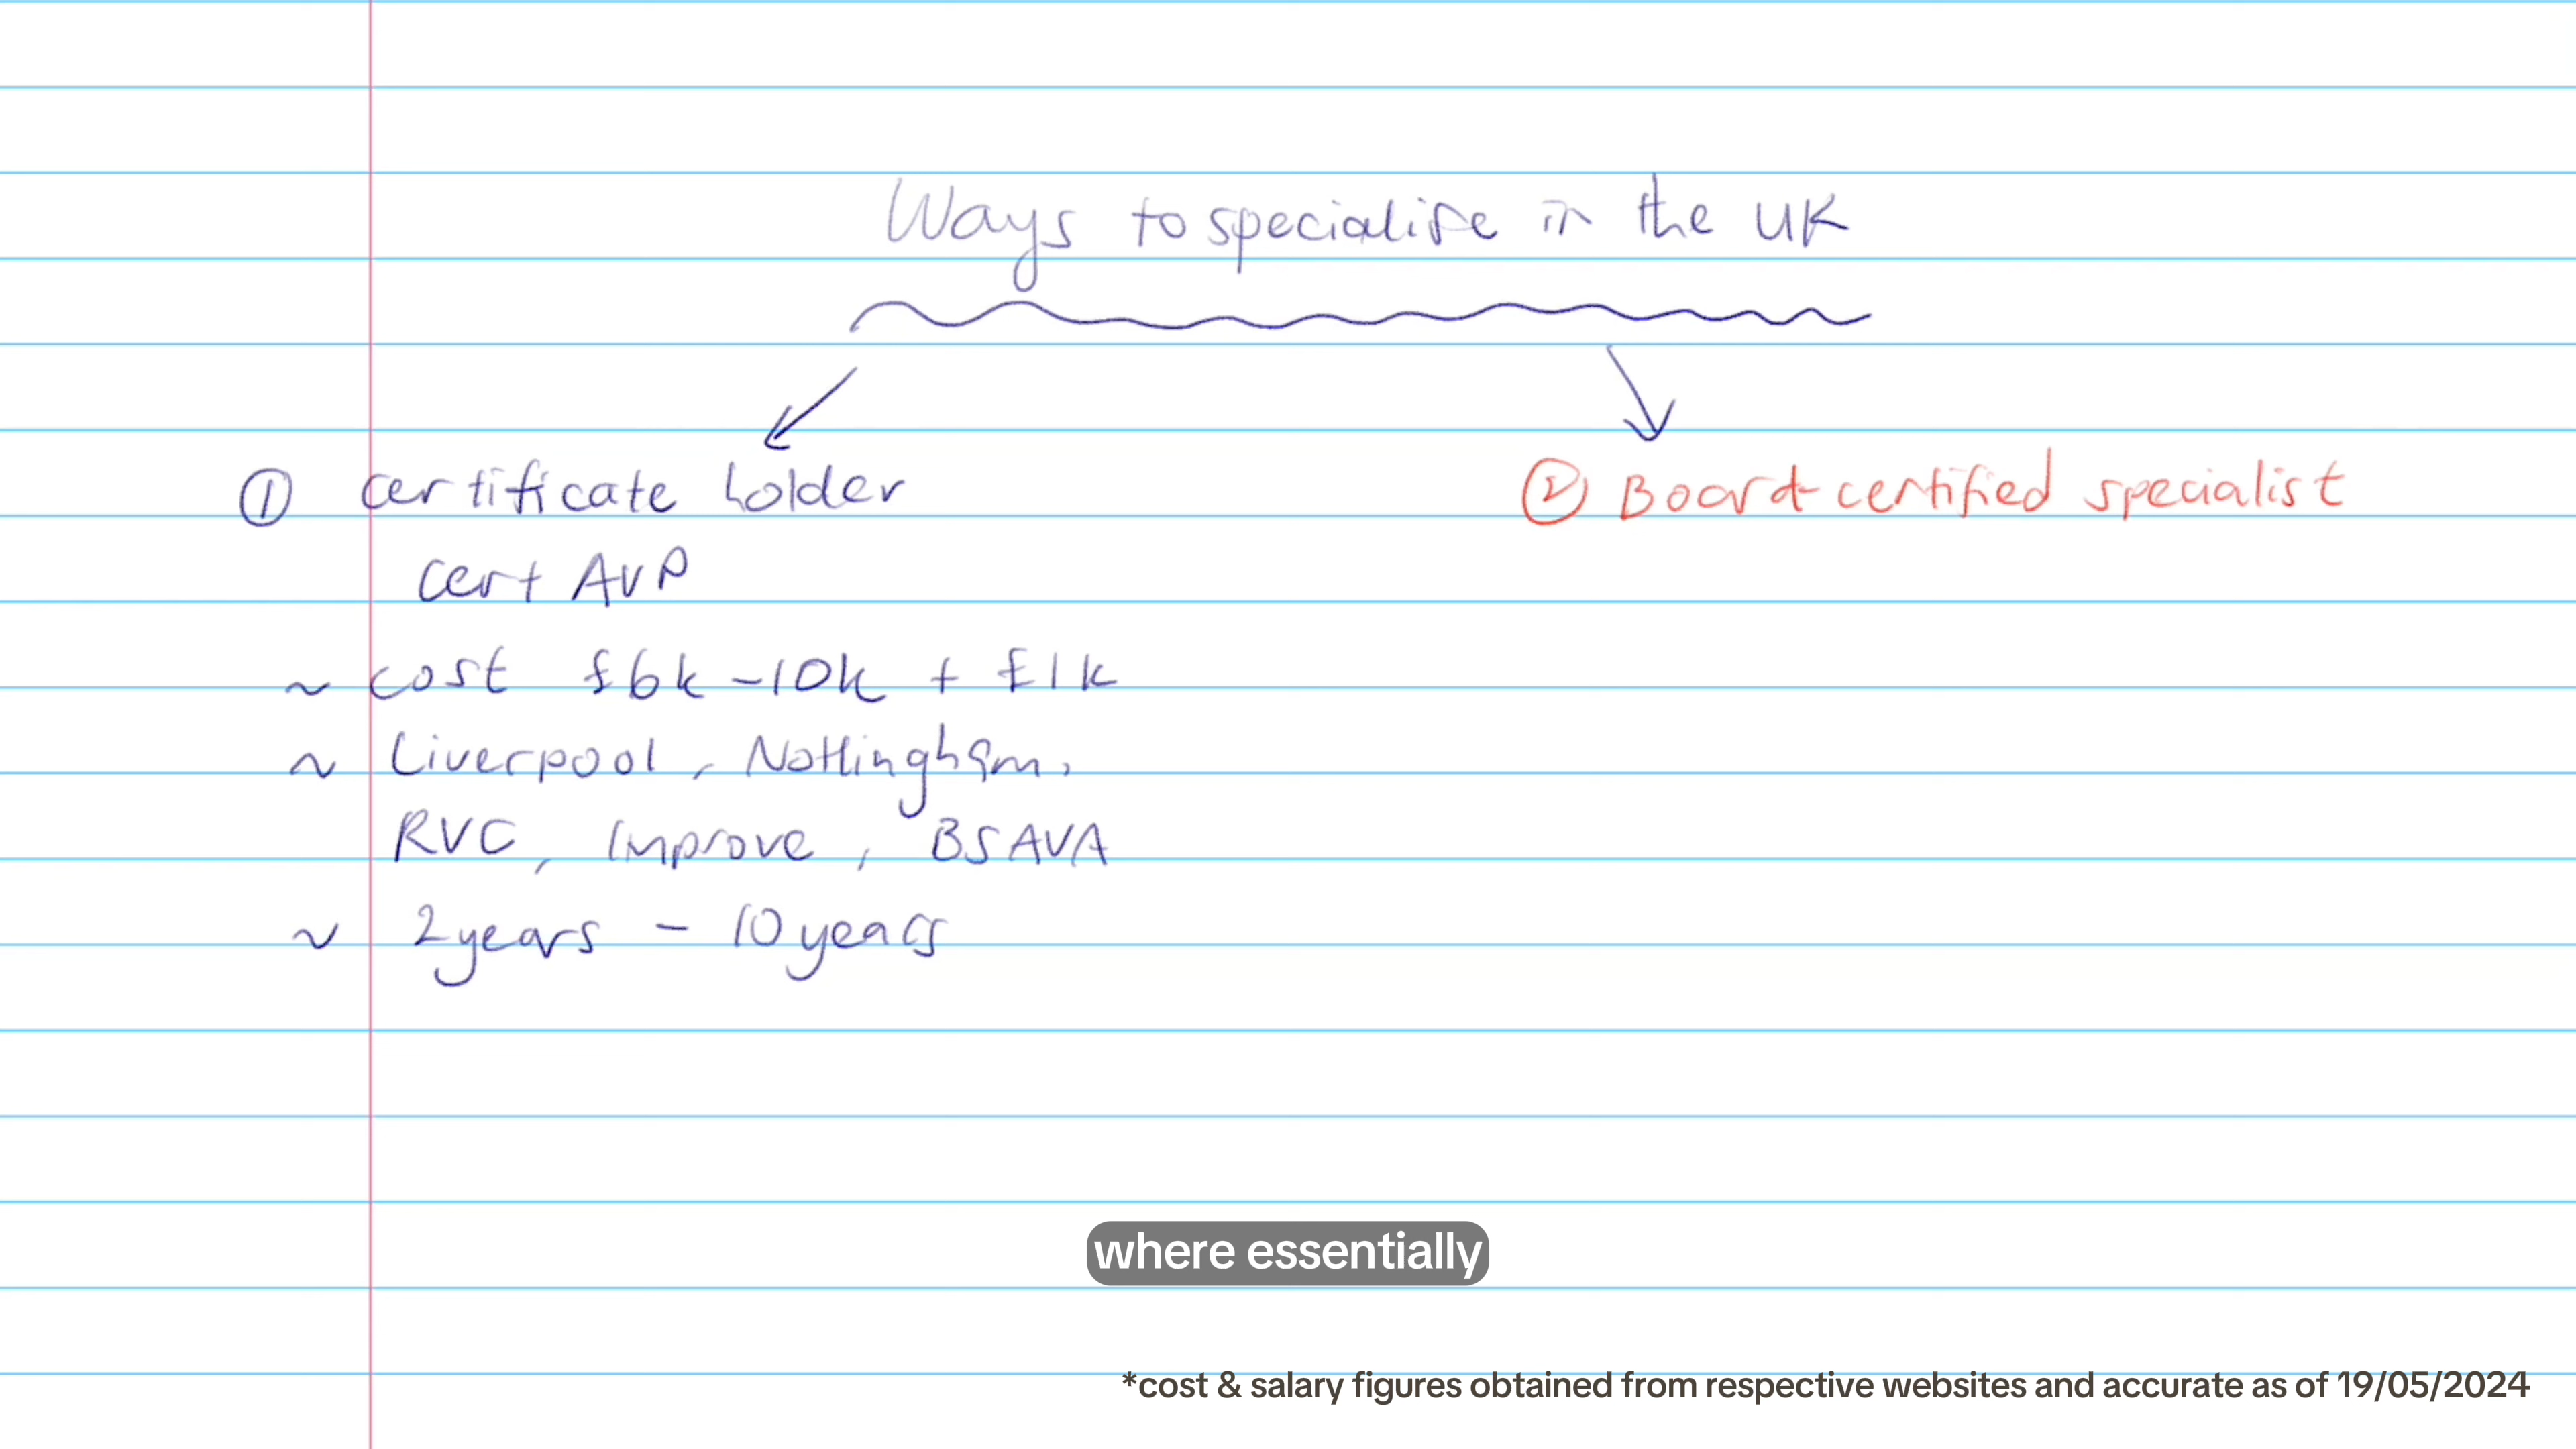 Ways to specialise in the UK
① certificate holder
cert AVP
~ cost £6k - 10k + £1k
~ Liverpool, Nottingham,
RVC, Improve, BSAVA
~ 2 years - 10 years
② Board certified specialist
where essentially
*cost & salary figures obtained from respective websites and accurate as of 19/05/2024